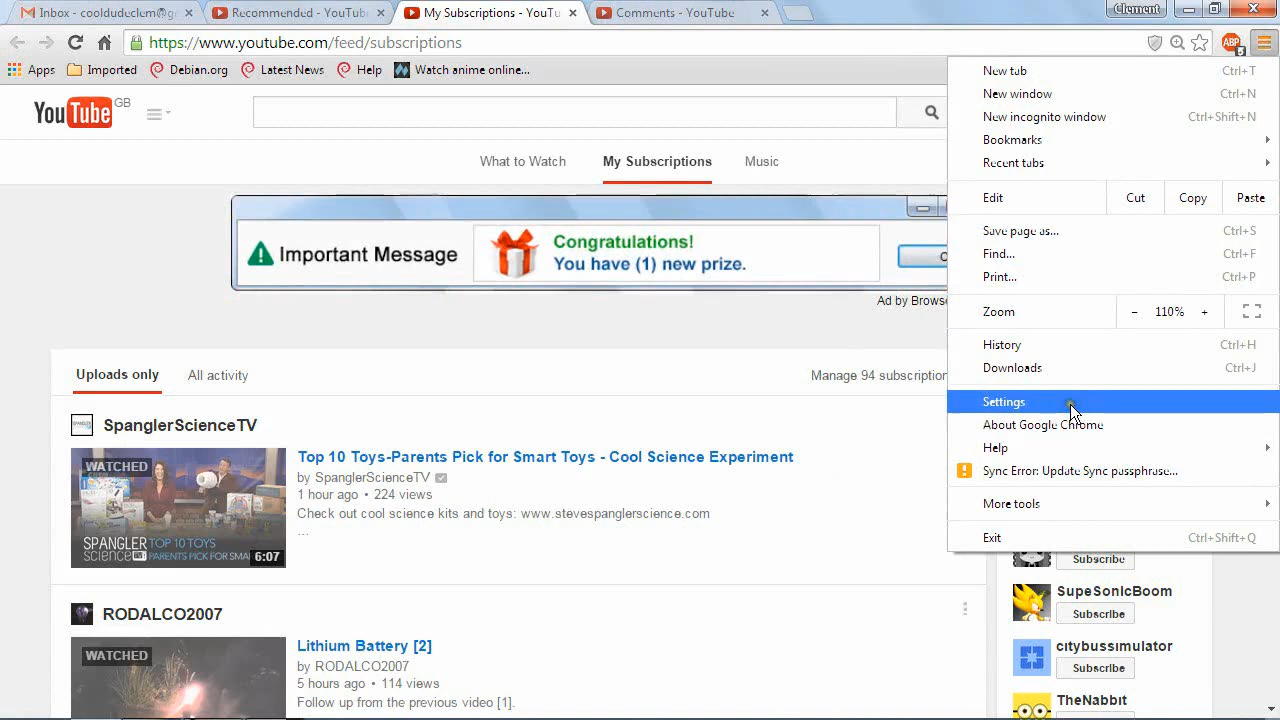 Inbox - cooldudeclem@g
Recommended - YouTub
My Subscriptions - YouTu
Comments - YouTube
Clement
https://www.youtube.com/feed/subscriptions
ABP
5
Apps
Imported
Debian.org
Latest News
Help
Watch anime online...
YouTube GB
What to Watch
My Subscriptions
Music
Important Message
Congratulations!
You have (1) new prize.
Ad by Browse
Uploads only
All activity
Manage 94 subscription
SpanglerScienceTV
WATCHED
SPANGLER TOP 10 TOYS
SCIENCE PARENTS PICK FOR SMA
6:07
Top 10 Toys-Parents Pick for Smart Toys - Cool Science Experiment
by SpanglerScienceTV
1 hour ago • 224 views
Check out cool science kits and toys: www.stevespanglerscience.com
...
RODALCO2007
WATCHED
Lithium Battery [2]
by RODALCO2007
5 hours ago • 114 views
Follow up from the previous video [1].
New tab Ctrl+T
New window Ctrl+N
New incognito window Ctrl+Shift+N
Bookmarks
Recent tabs
Edit Cut Copy Paste
Save page as... Ctrl+S
Find... Ctrl+F
Print... Ctrl+P
Zoom − 110% +
History Ctrl+H
Downloads Ctrl+J
Settings
About Google Chrome
Help
Sync Error: Update Sync passphrase...
More tools
Exit Ctrl+Shift+Q
Subscribe
SupeSonicBoom
Subscribe
citybussimulator
Subscribe
TheNabbit